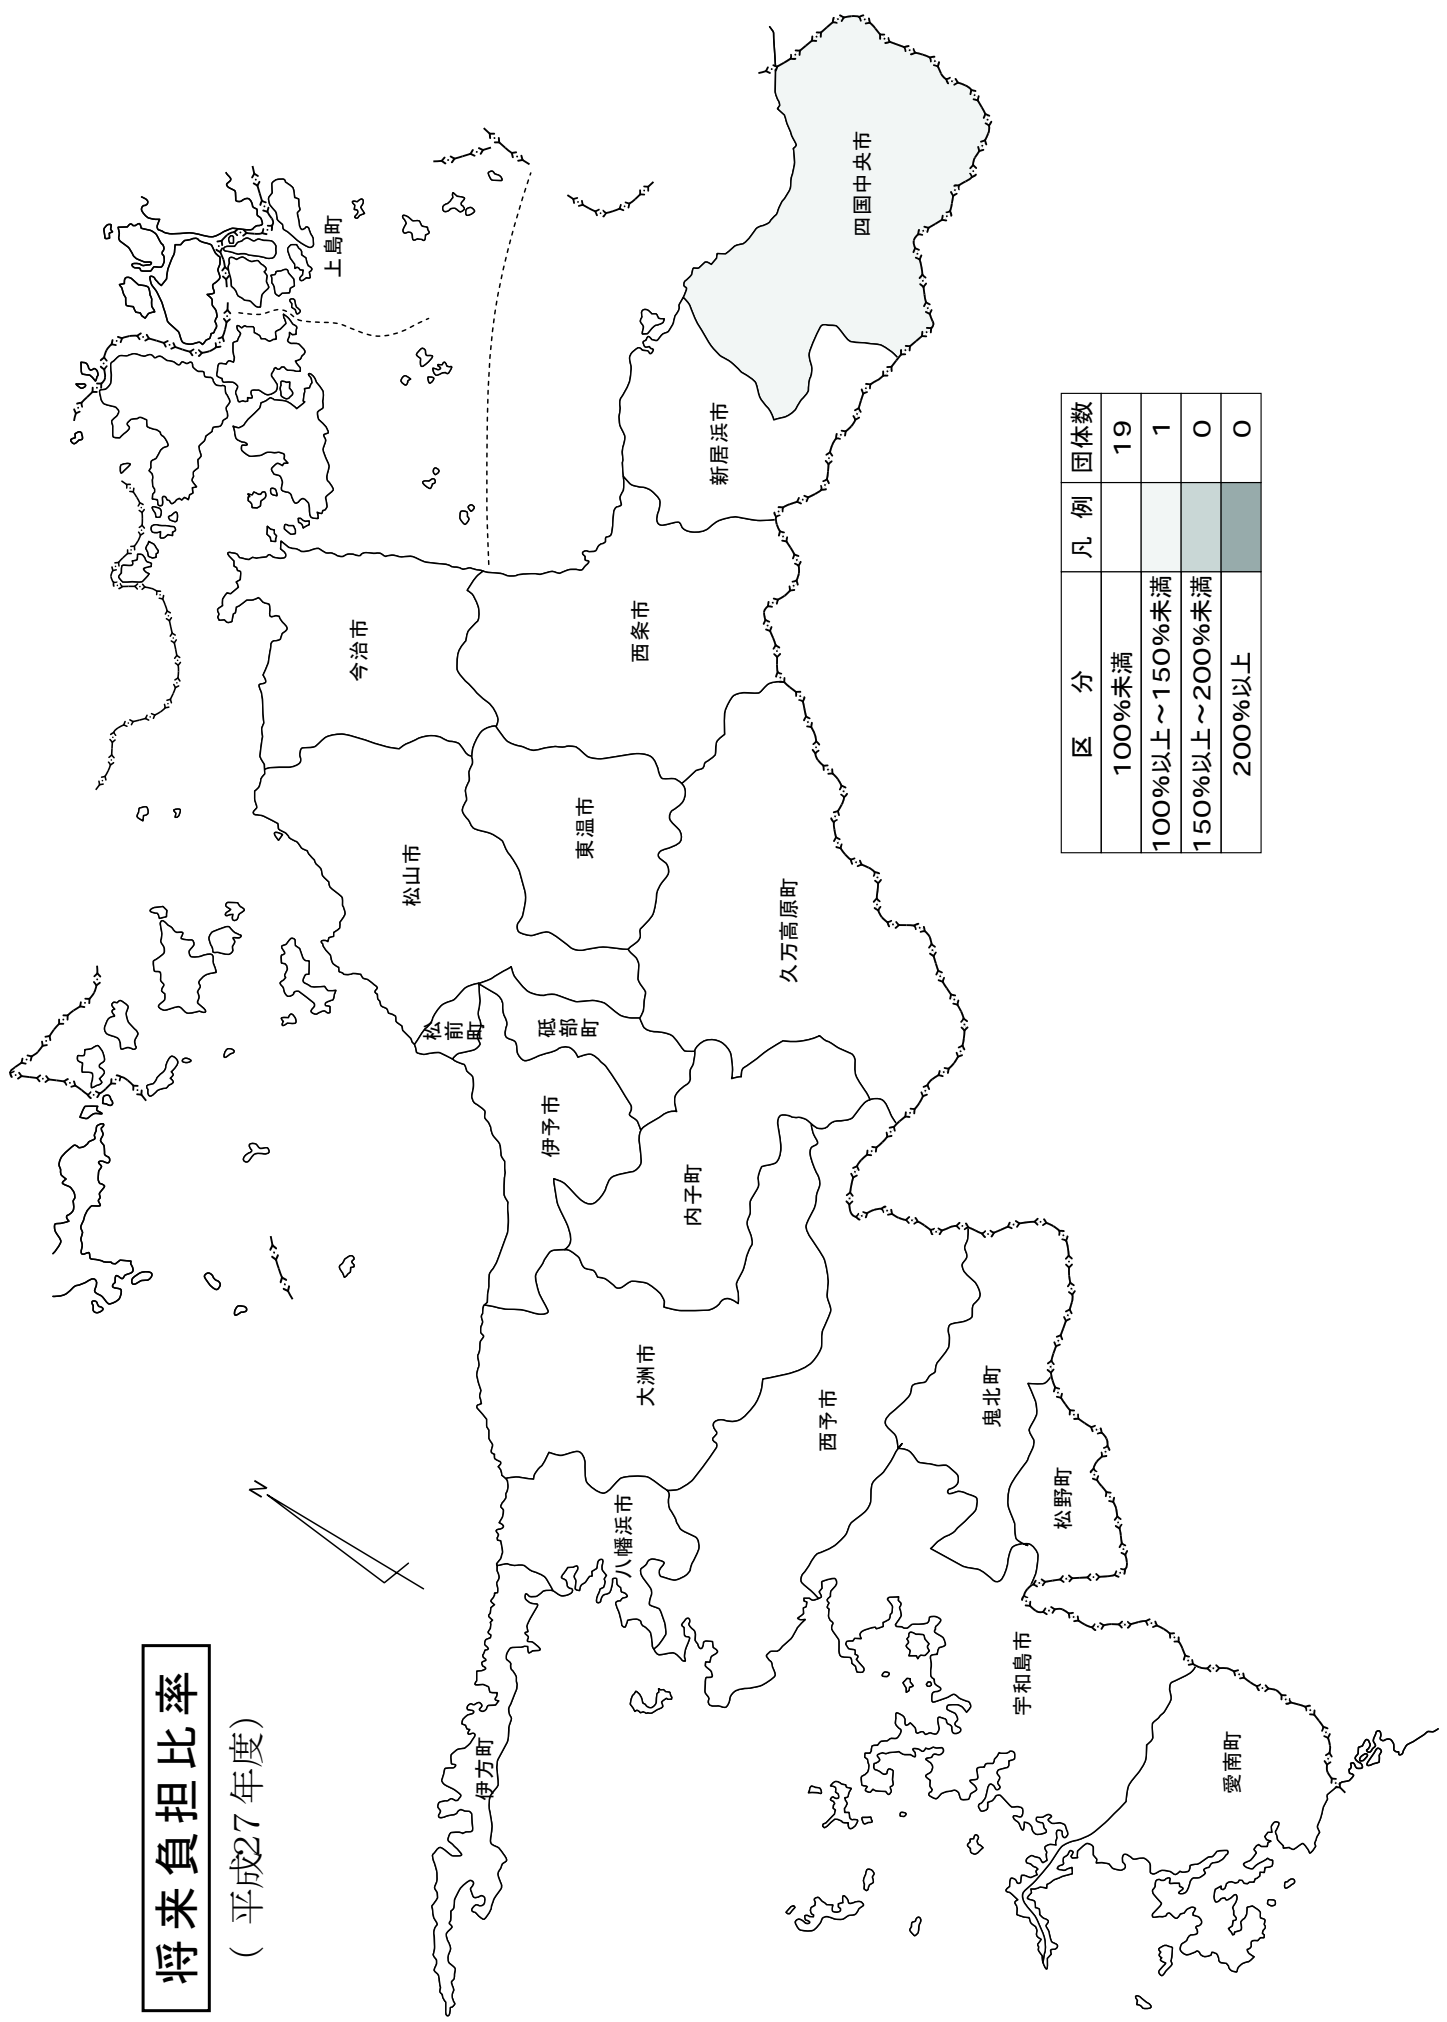 将来負担比率
( 平成27年度)
上島町
四国中央市
新居浜市
今治市
西条市
松山市
東温市
久万高原町
松前町
砥部町
伊予市
内子町
大洲市
西予市
鬼北町
松野町
八幡浜市
伊方町
宇和島市
愛南町
N
区 分 凡 例 団体数
100%未満 19
100%以上~150%未満 1
150%以上~200%未満 0
200%以上 0